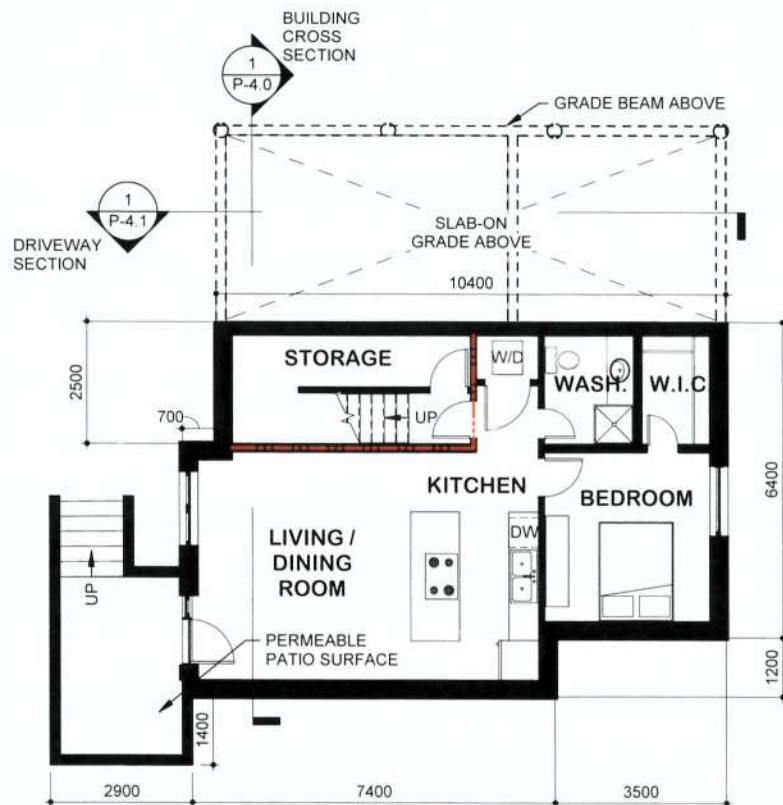 BUILDING
CROSS
SECTION
1
P-4.0
GRADE BEAM ABOVE
1
P-4.1
DRIVEWAY
SECTION
SLAB-ON
GRADE ABOVE
10400
2500
STORAGE
W/D
WASH.
W.I.C
UP
700
6400
KITCHEN
BEDROOM
LIVING /
DINING
ROOM
DW
UP
PERMEABLE
PATIO SURFACE
1200
1400
2900
7400
3500